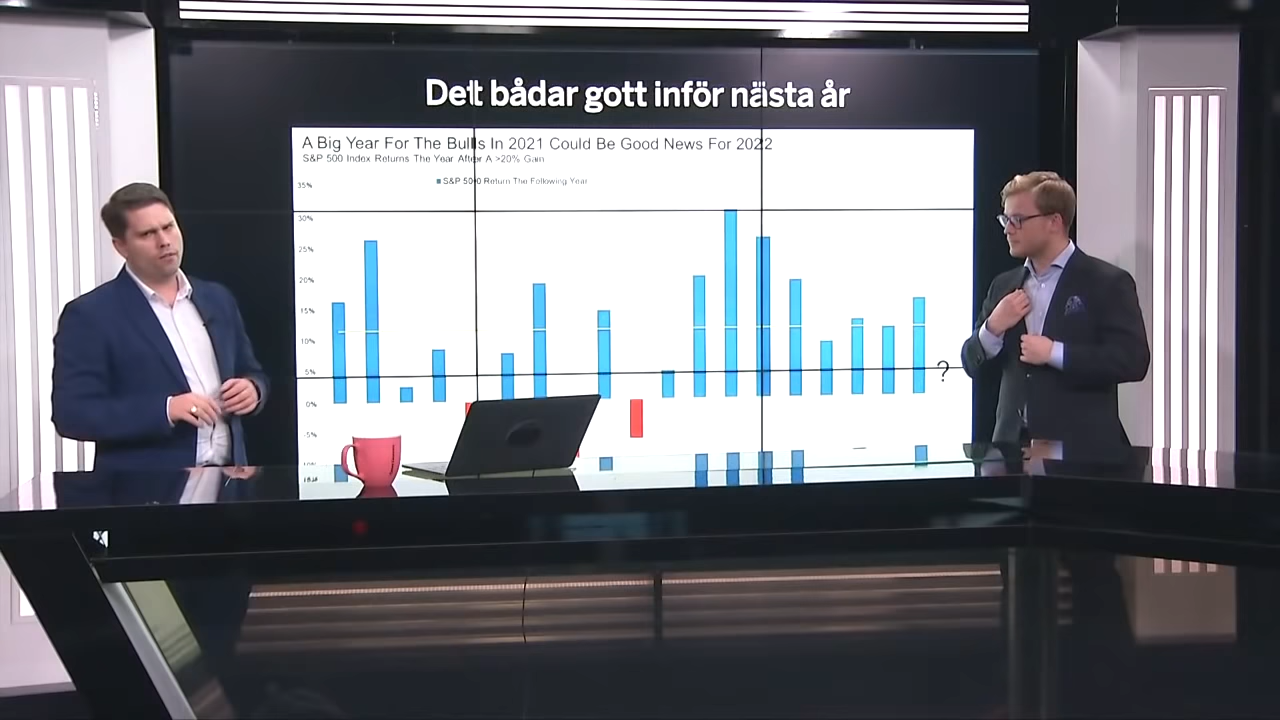 Det bådar gott inför nästa år
A Big Year For The Bulls In 2021 Could Be Good News For 2022
S&P 500 Index Returns The Year After A >20% Gain
S&P 500 Return The Following Year
35%
30%
25%
20%
15%
10%
5%
0%
-5%
?